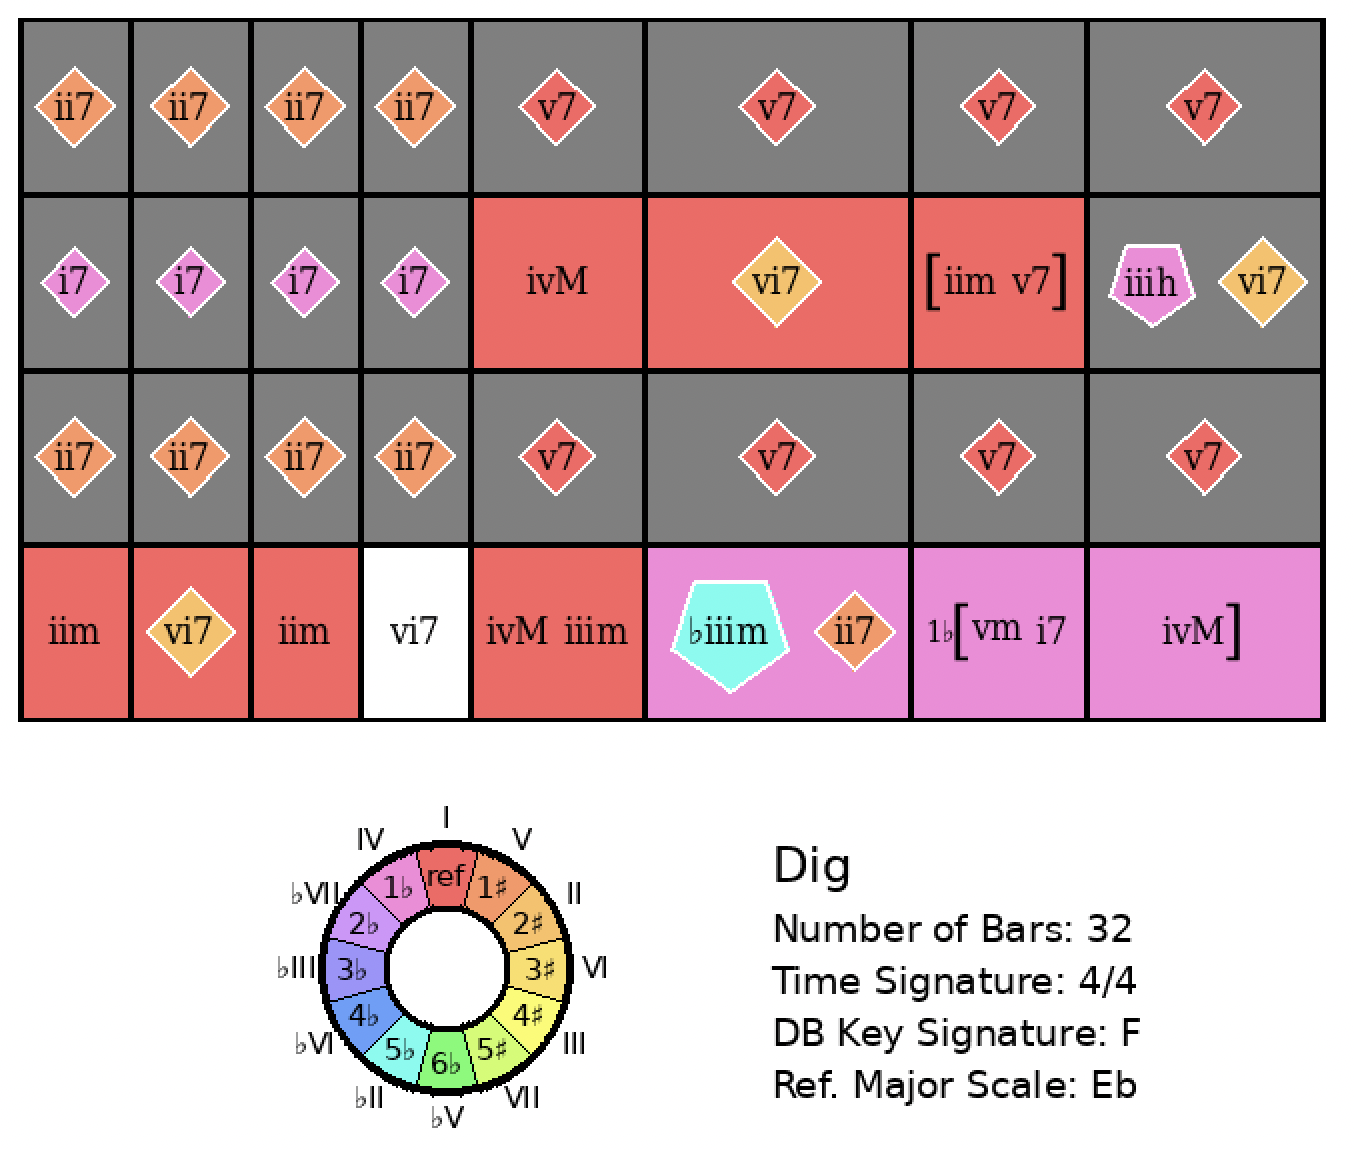 ii7 ii7 ii7 ii7 v7 v7 v7 v7
i7 i7 i7 i7 ivM vi7 [iim v7] iiih vi7
ii7 ii7 ii7 ii7 v7 v7 v7 v7
iim vi7 iim vi7 ivM iiim ♭iiim ii7 1♭[vm i7 ivM]
I
IV V
ref
1♭ 1♯
♭VII II
2♭ 2♯
♭III 3♭ 3♯ VI
4♭ 4♯
♭VI III
5♭ 5♯
6♭
♭II VII
♭V
Dig
Number of Bars: 32
Time Signature: 4/4
DB Key Signature: F
Ref. Major Scale: Eb